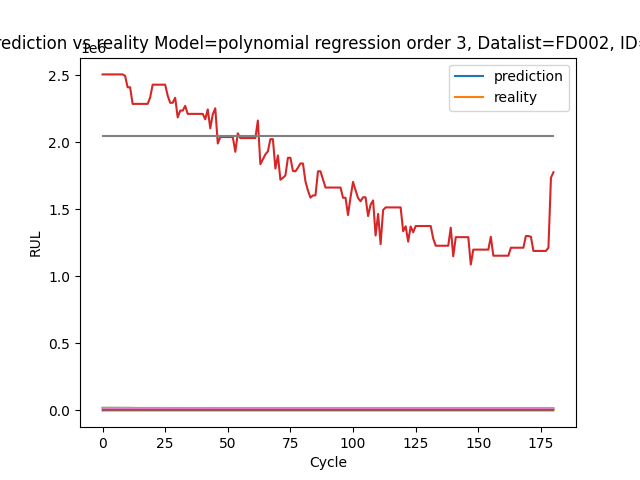 rediction vs reality Model=polynomial regression order 3, Datalist=FD002, ID=
1e6
prediction
reality
2.5
2.0
1.5
1.0
0.5
0.0
RUL
0 25 50 75 100 125 150 175
Cycle